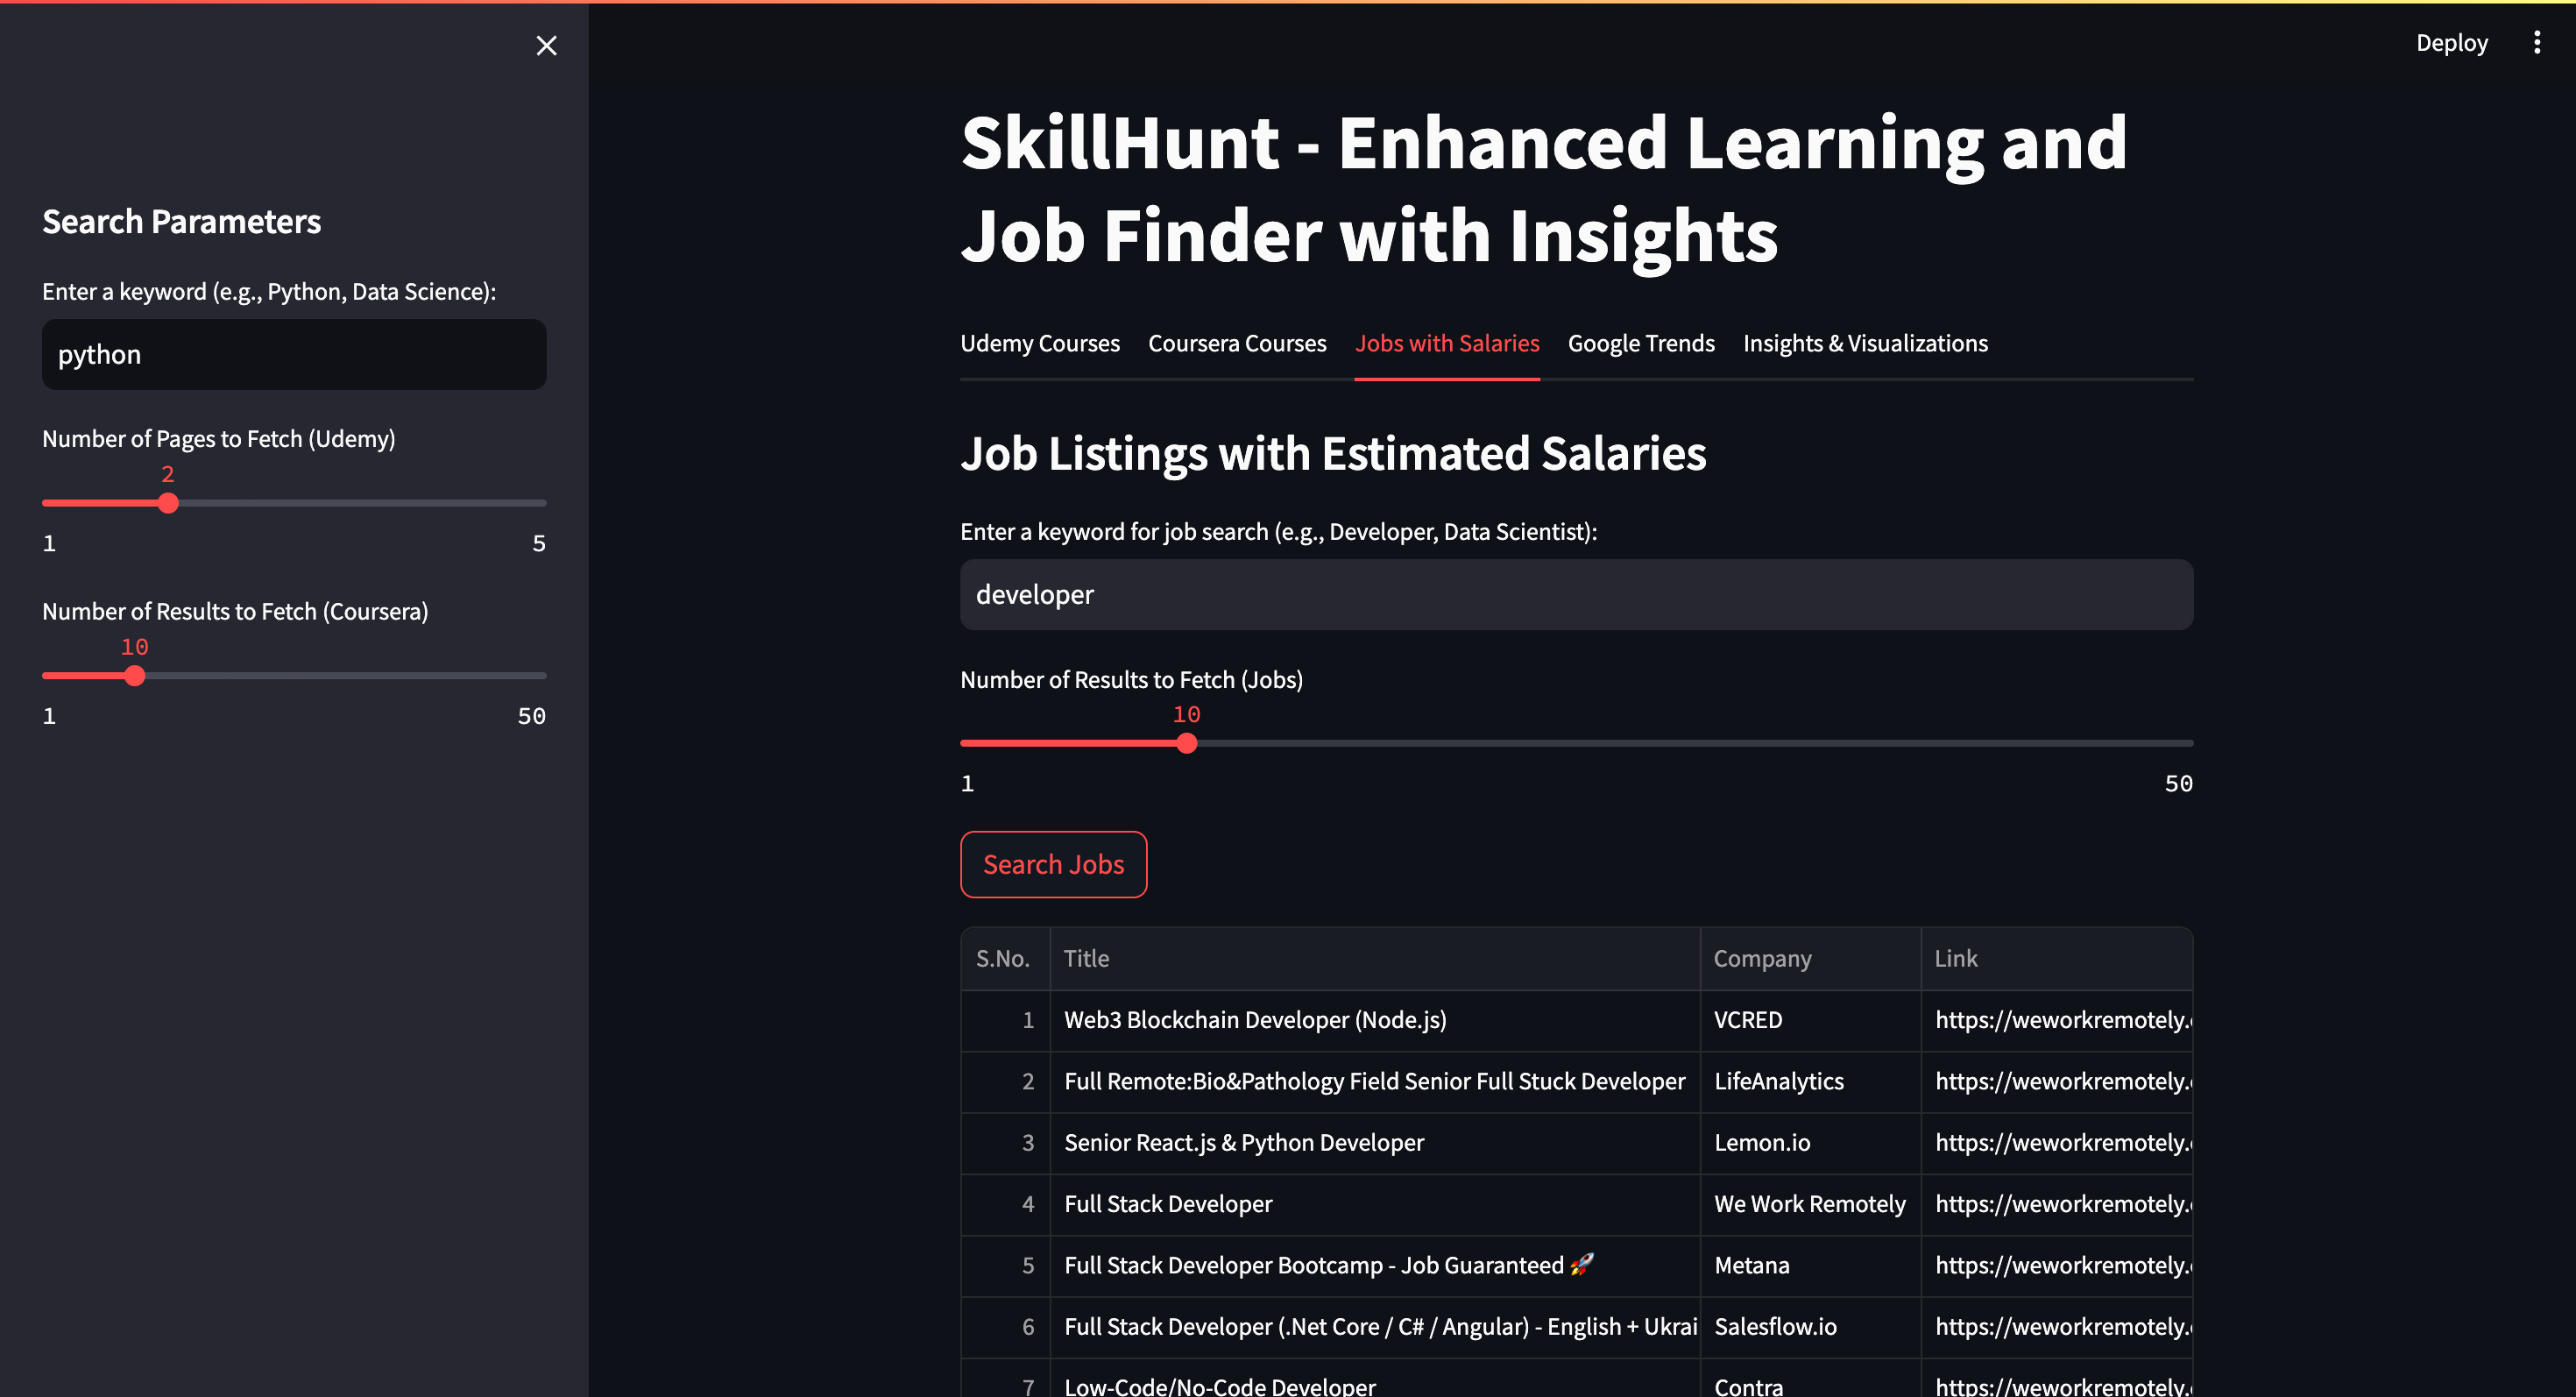 Deploy
Search Parameters
Enter a keyword (e.g., Python, Data Science):
python
Number of Pages to Fetch (Udemy)
2
1 5
Number of Results to Fetch (Coursera)
10
1 50
SkillHunt - Enhanced Learning and
Job Finder with Insights
Udemy Courses Coursera Courses Jobs with Salaries Google Trends Insights & Visualizations
Job Listings with Estimated Salaries
Enter a keyword for job search (e.g., Developer, Data Scientist):
developer
Number of Results to Fetch (Jobs)
10
1 50
Search Jobs
S.No. Title Company Link
1 Web3 Blockchain Developer (Node.js) VCRED https://weworkremotely.
2 Full Remote:Bio&Pathology Field Senior Full Stuck Developer LifeAnalytics https://weworkremotely.
3 Senior React.js & Python Developer Lemon.io https://weworkremotely.
4 Full Stack Developer We Work Remotely https://weworkremotely.
5 Full Stack Developer Bootcamp - Job Guaranteed 🚀 Metana https://weworkremotely.
6 Full Stack Developer (.Net Core / C# / Angular) - English + Ukrai Salesflow.io https://weworkremotely.
7 Low-Code/No-Code Developer Contra https://weworkremotely.